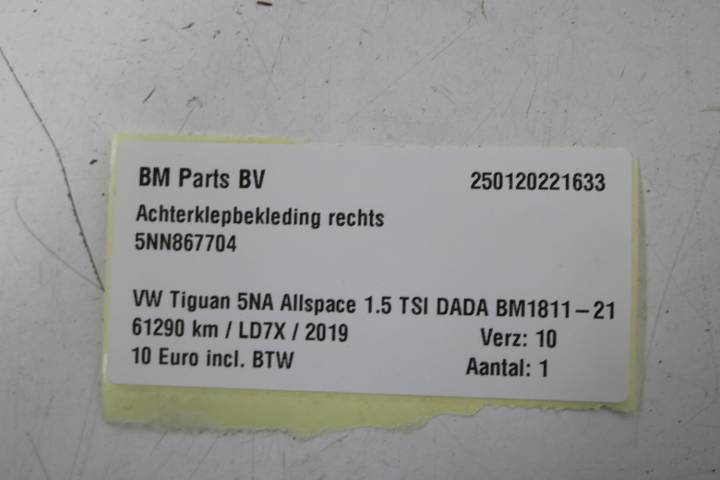 BM Parts BV 250120221633
Achterklepbekleding rechts
5NN867704
VW Tiguan 5NA Allspace 1.5 TSI DADA BM1811-21
61290 km / LD7X / 2019 Verz: 10
10 Euro incl. BTW Aantal: 1